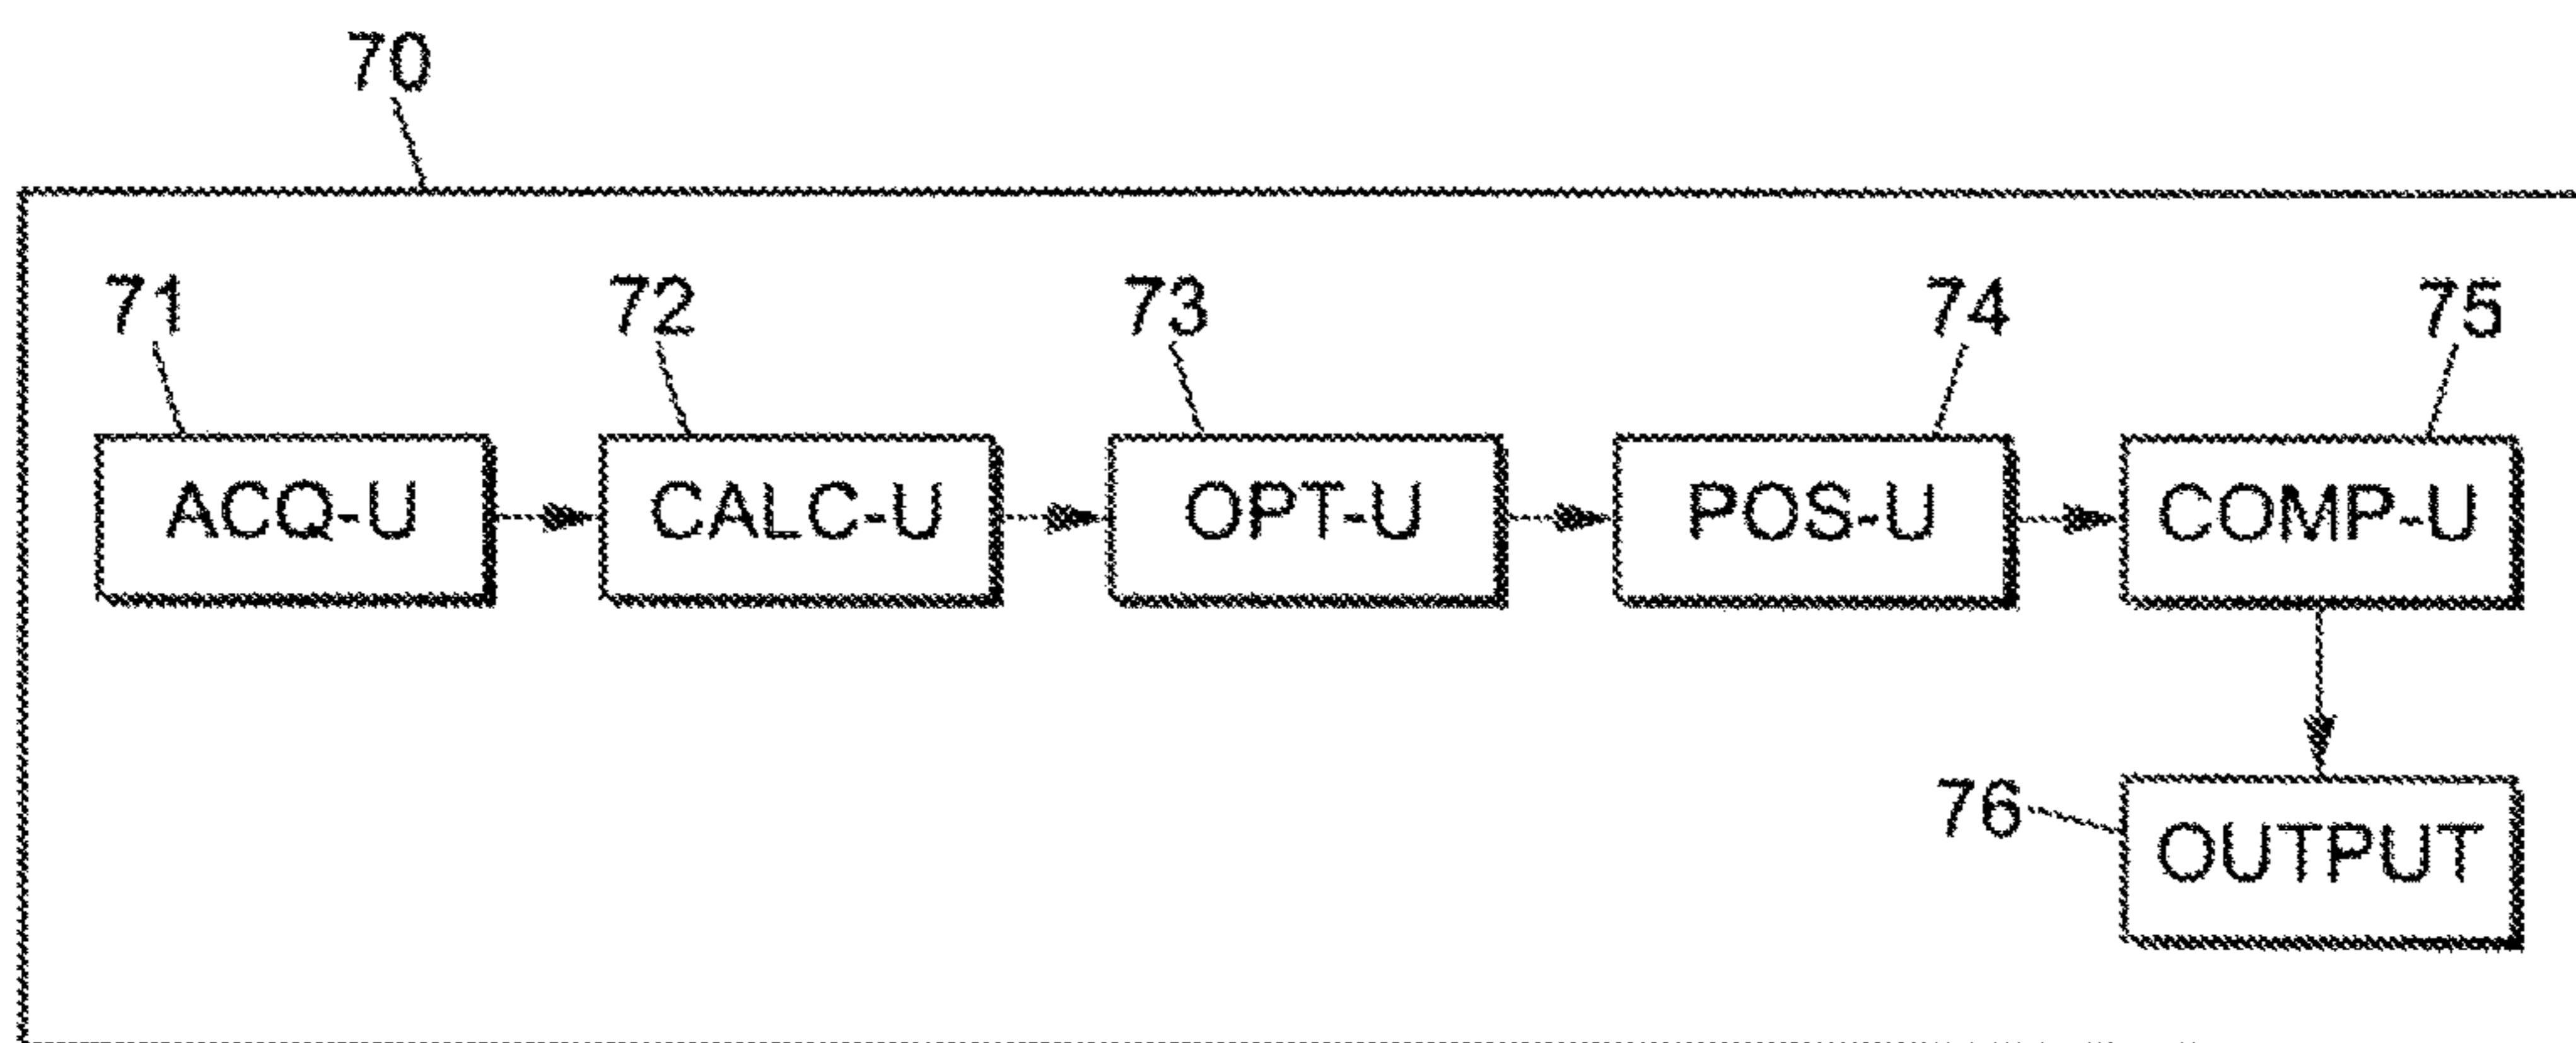 70
71 72 73 74 75
ACQ-U CALC-U OPT-U POS-U COMP-U
76 OUTPUT